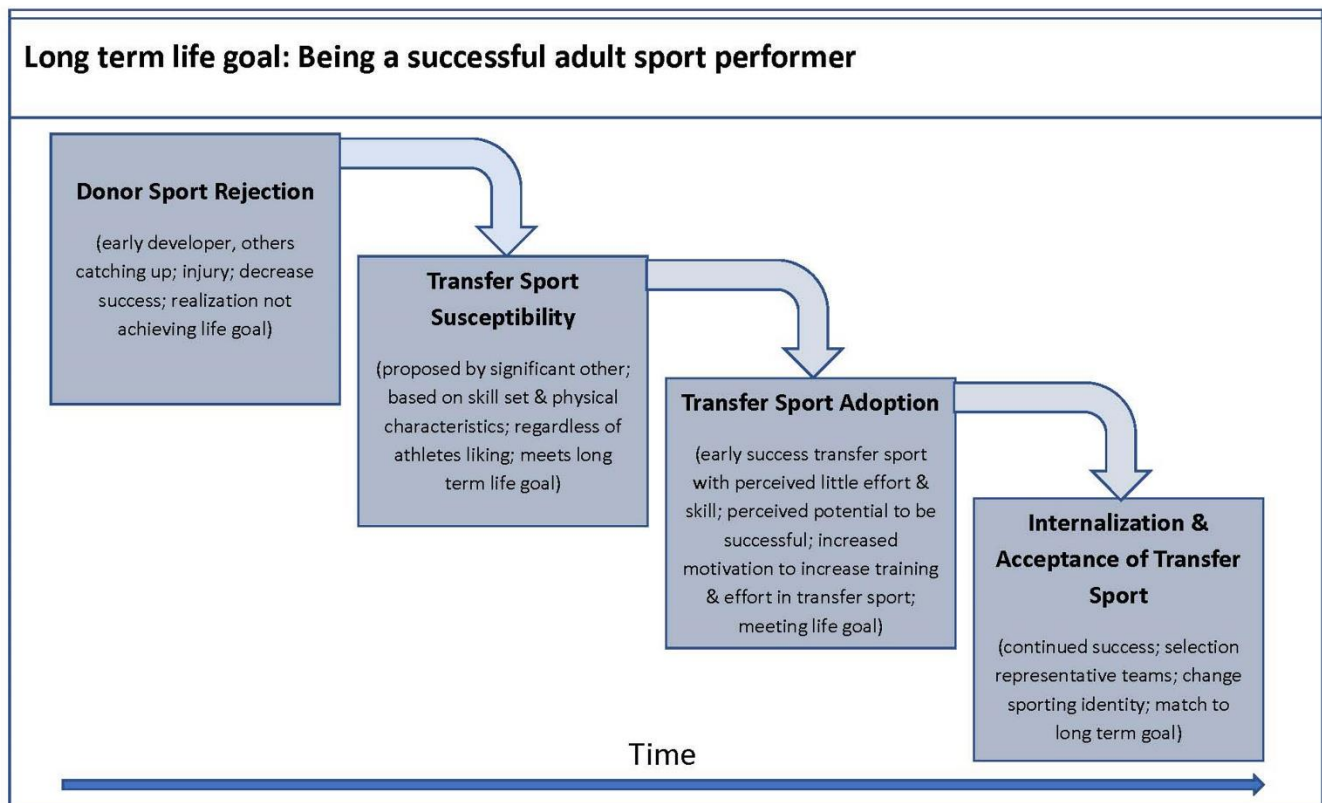 Long term life goal: Being a successful adult sport performer
Donor Sport Rejection
(early developer, others
catching up; injury; decrease
success; realization not
achieving life goal)
Transfer Sport
Susceptibility
(proposed by significant other;
based on skill set & physical
characteristics; regardless of
athletes liking; meets long
term life goal)
Transfer Sport Adoption
(early success transfer sport
with perceived little effort &
skill; perceived potential to be
successful; increased
motivation to increase training
& effort in transfer sport;
meeting life goal)
Internalization &
Acceptance of Transfer
Sport
(continued success; selection
representative teams; change
sporting identity; match to
long term goal)
Time